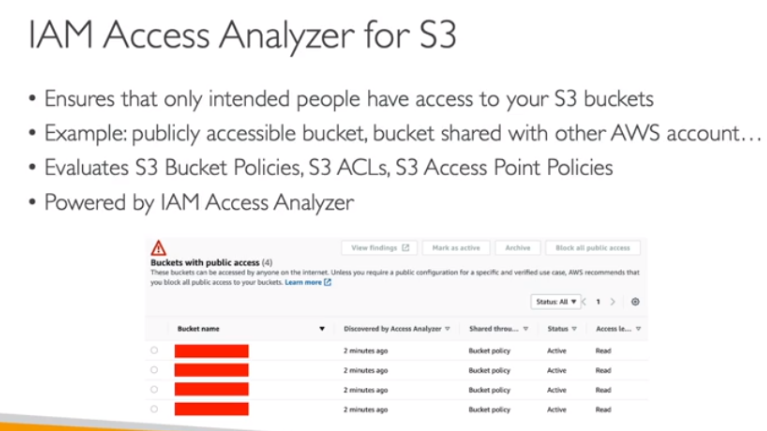 IAM Access Analyzer for S3
• Ensures that only intended people have access to your S3 buckets
• Example: publicly accessible bucket, bucket shared with other AWS account…
• Evaluates S3 Bucket Policies, S3 ACLs, S3 Access Point Policies
• Powered by IAM Access Analyzer
View findings Mark as active Archive Block all public access
Buckets with public access (4)
These buckets can be accessed by anyone on the internet. Unless you require a public configuration for a specific and verified use case, AWS recommends that
you block all public access to your buckets. Learn more
Status: All 1
Bucket name Discovered by Access Analyzer Shared throu... Status Access le...
2 minutes ago Bucket policy Active Read
2 minutes ago Bucket policy Active Read
2 minutes ago Bucket policy Active Read
2 minutes ago Bucket policy Active Read